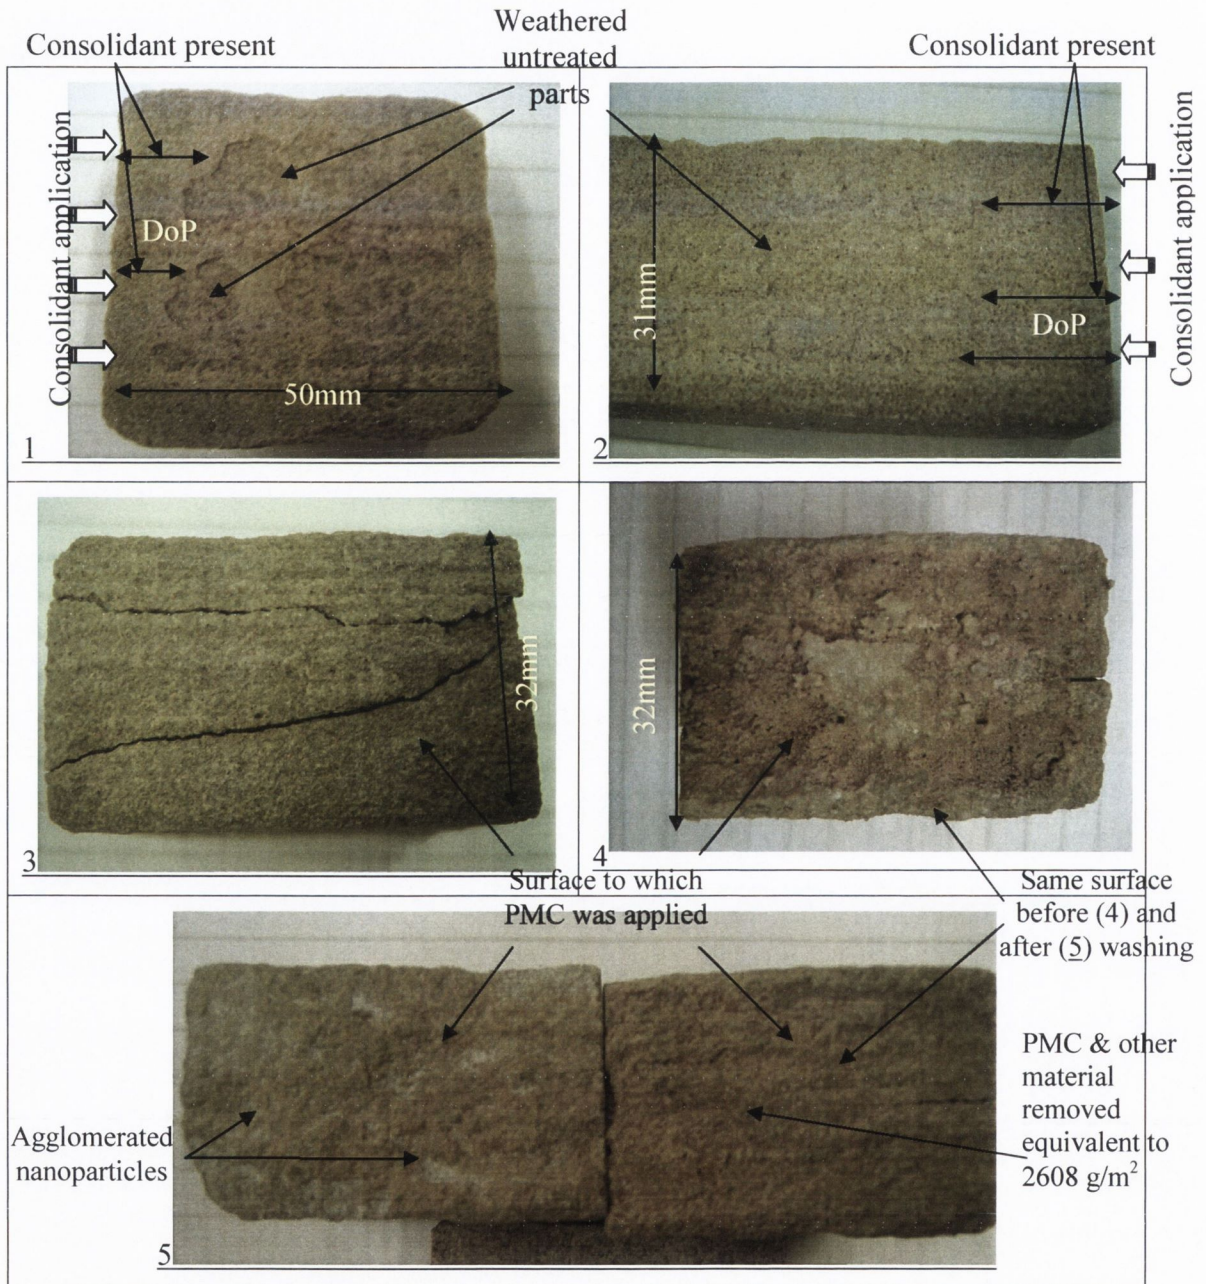 Weathered
untreated
parts
Consolidant present
Consolidant present
Consolidant application
DoP
50mm
1
31mm
DoP
Consolidant application
2
32mm
3
32mm
4
Surface to which
PMC was applied
Same surface
before (4) and
after (5) washing
Agglomerated
nanoparticles
PMC & other
material
removed
equivalent to
2608 g/m²
5